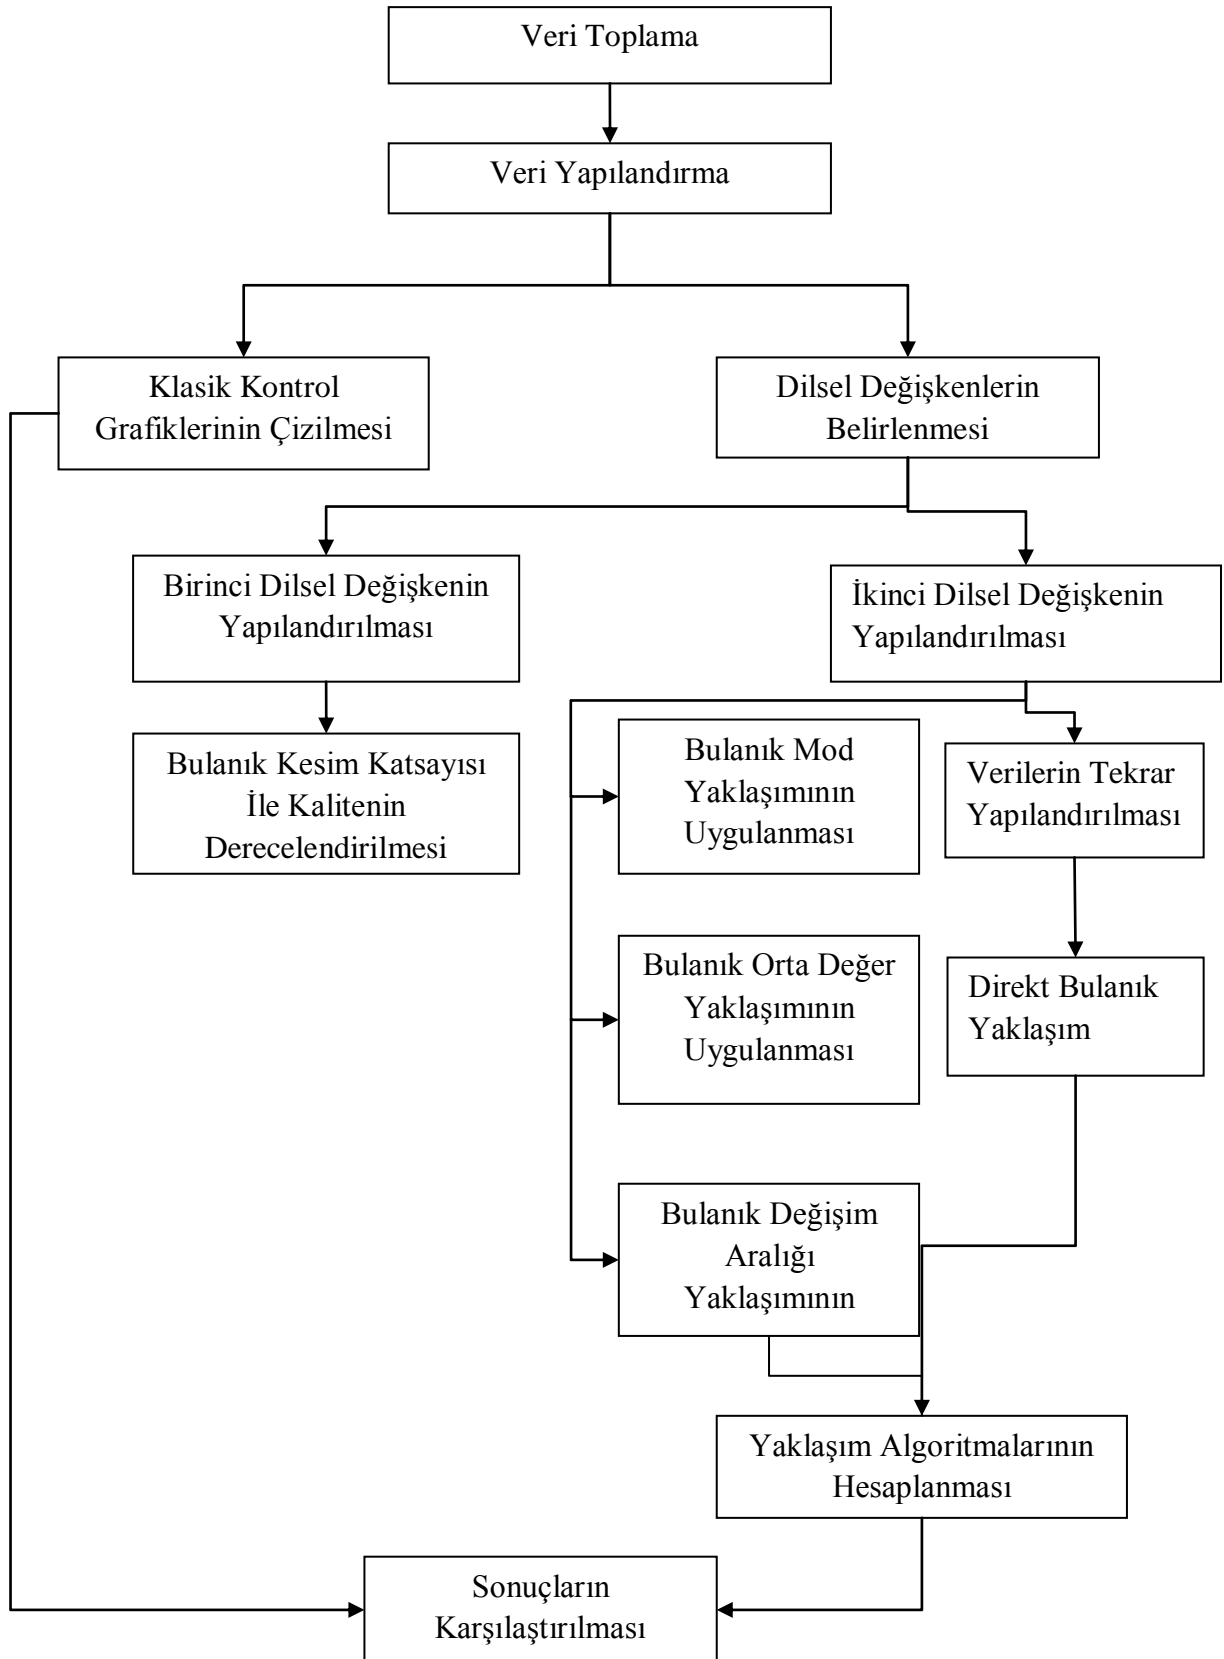 Veri Toplama
Veri Yapılandırma
Klasik Kontrol
Grafiklerinin Çizilmesi
Dilsel Değişkenlerin
Belirlenmesi
Birinci Dilsel Değişkenin
Yapılandırılması
İkinci Dilsel Değişkenin
Yapılandırılması
Bulanık Kesim Katsayısı
İle Kalitenin
Derecelendirilmesi
Bulanık Mod
Yaklaşımının
Uygulanması
Verilerin Tekrar
Yapılandırılması
Bulanık Orta Değer
Yaklaşımının
Uygulanması
Direkt Bulanık
Yaklaşım
Bulanık Değişim
Aralığı
Yaklaşımının
Yaklaşım Algoritmalarının
Hesaplanması
Sonuçların
Karşılaştırılması